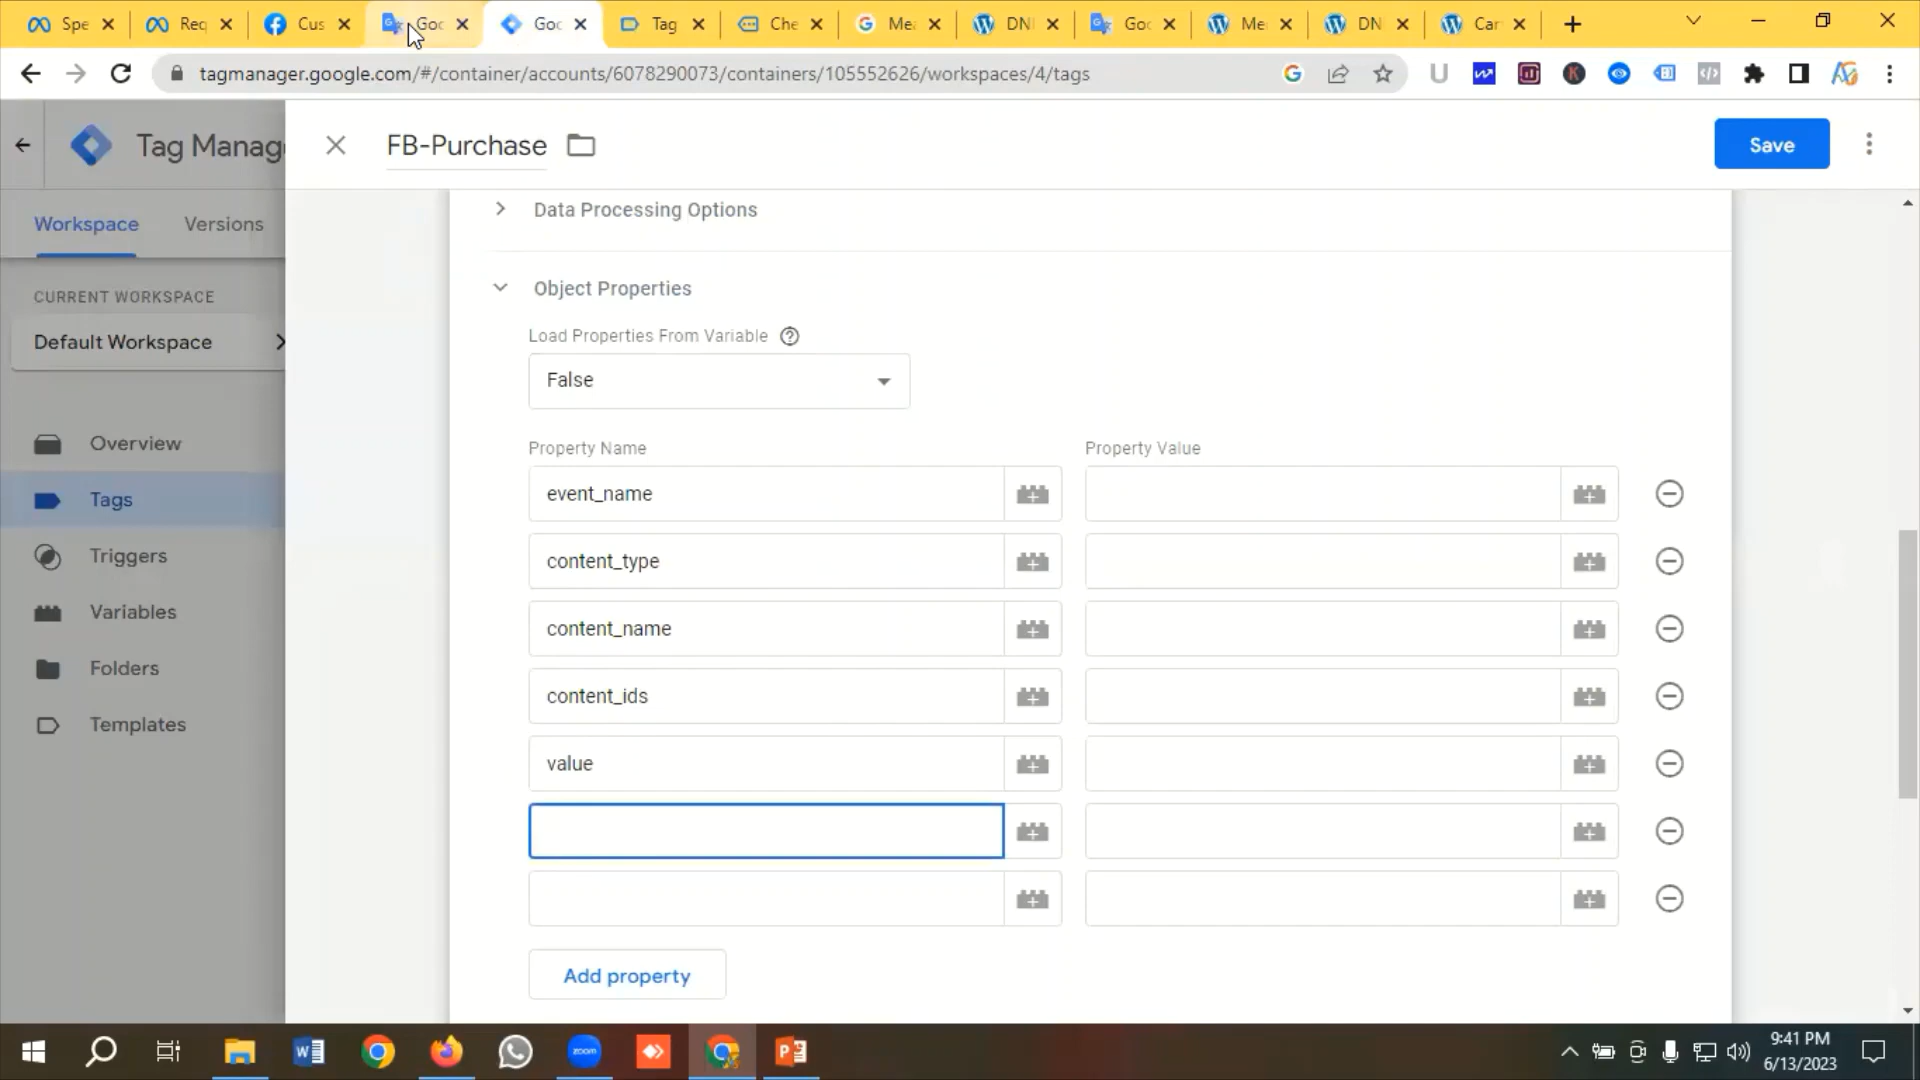 Spe
Req
Cus
Goc
Goc
Tag
Che
Mea
DN
Goc
Me
DN
Car
tagmanager.google.com/#/container/accounts/6078290073/containers/105552626/workspaces/4/tags
Tag Manag
FB-Purchase
Save
Workspace
Versions
Data Processing Options
CURRENT WORKSPACE
Default Workspace
Object Properties
Load Properties From Variable
False
Overview
Tags
Triggers
Variables
Folders
Templates
Property Name
Property Value
event_name
content_type
content_name
content_ids
value
Add property
zoom
9:41 PM
6/13/2023